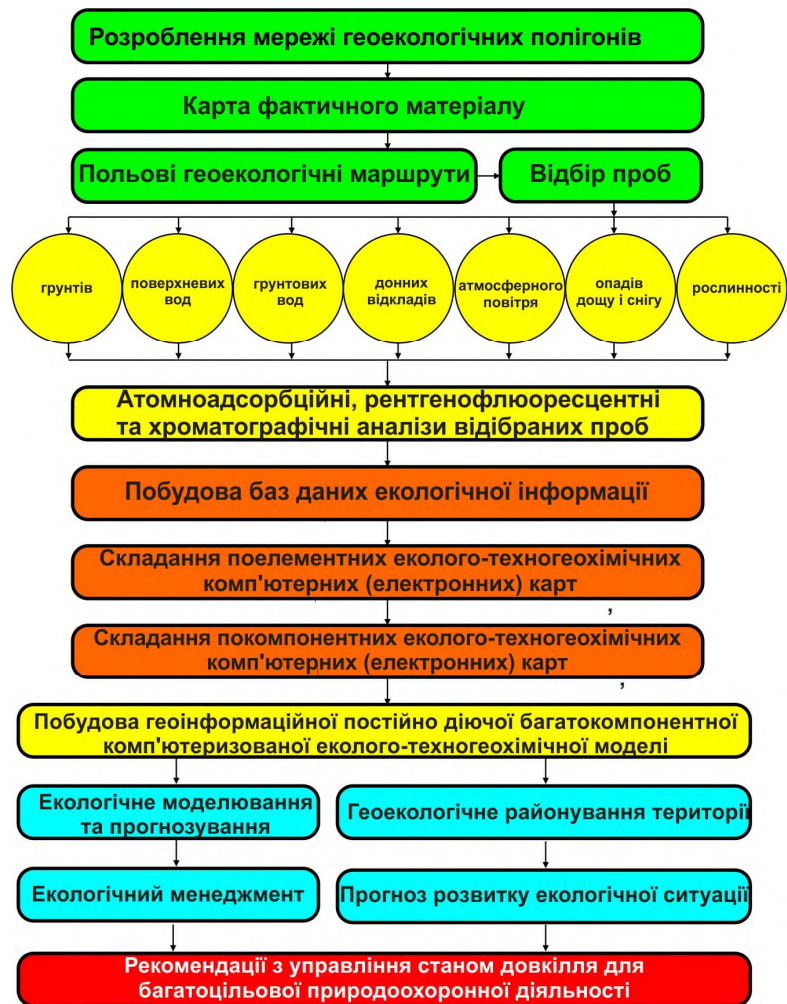 Розроблення мережі геоекологічних полігонів
Карта фактичного матеріалу
Польові геоекологічні маршрути
Відбір проб
грунтів
поверхневих
вод
грунтових
вод
донних
відкладів
атмосферного
повітря
опадів
дощу і снігу
рослинності
Атомноадсорбційні, рентгенофлюоресцентні
та хроматографічні аналізи відібраних проб
Побудова баз даних екологічної інформації
Складання поелементних еколого-техногеохімічних
комп'ютерних (електронних) карт
,
Складання покомпонентних еколого-техногеохімічних
комп'ютерних (електронних) карт
,
Побудова геоінформаційної постійно діючої багатокомпонентної
комп'ютеризованої еколого-техногеохімічної моделі
Екологічне моделювання
та прогнозування
Геоекологічне районування території
Екологічний менеджмент
Прогноз розвитку екологічної ситуації
Рекомендації з управління станом довкілля для
багатоцільової природоохоронної діяльності